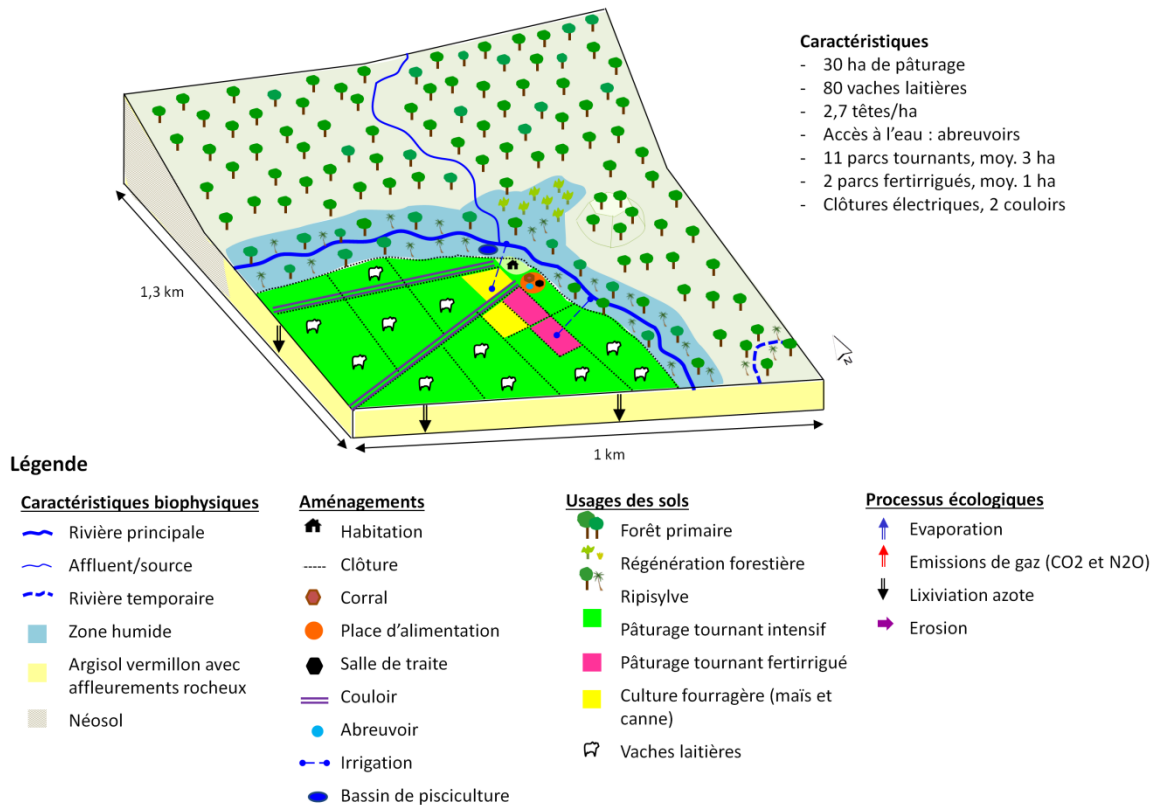 Caractéristiques
- 30 ha de pâturage
- 80 vaches laitières
- 2,7 têtes/ha
- Accès à l'eau : abreuvoirs
- 11 parcs tournants, moy. 3 ha
- 2 parcs fertirrigués, moy. 1 ha
- Clôtures électriques, 2 couloirs
1,3 km
N
1 km
Légende
Caractéristiques biophysiques
Rivière principale
Affluent/source
Rivière temporaire
Zone humide
Argisol vermillon avec
affleurements rocheux
Néosol
Aménagements
Habitation
Clôture
Corral
Place d'alimentation
Salle de traite
Couloir
Abreuvoir
Irrigation
Bassin de pisciculture
Usages des sols
Forêt primaire
Régénération forestière
Ripisylve
Pâturage tournant intensif
Pâturage tournant fertirrigué
Culture fourragère (maïs et
canne)
Vaches laitières
Processus écologiques
Evaporation
Emissions de gaz (CO2 et N2O)
Lixiviation azote
Erosion